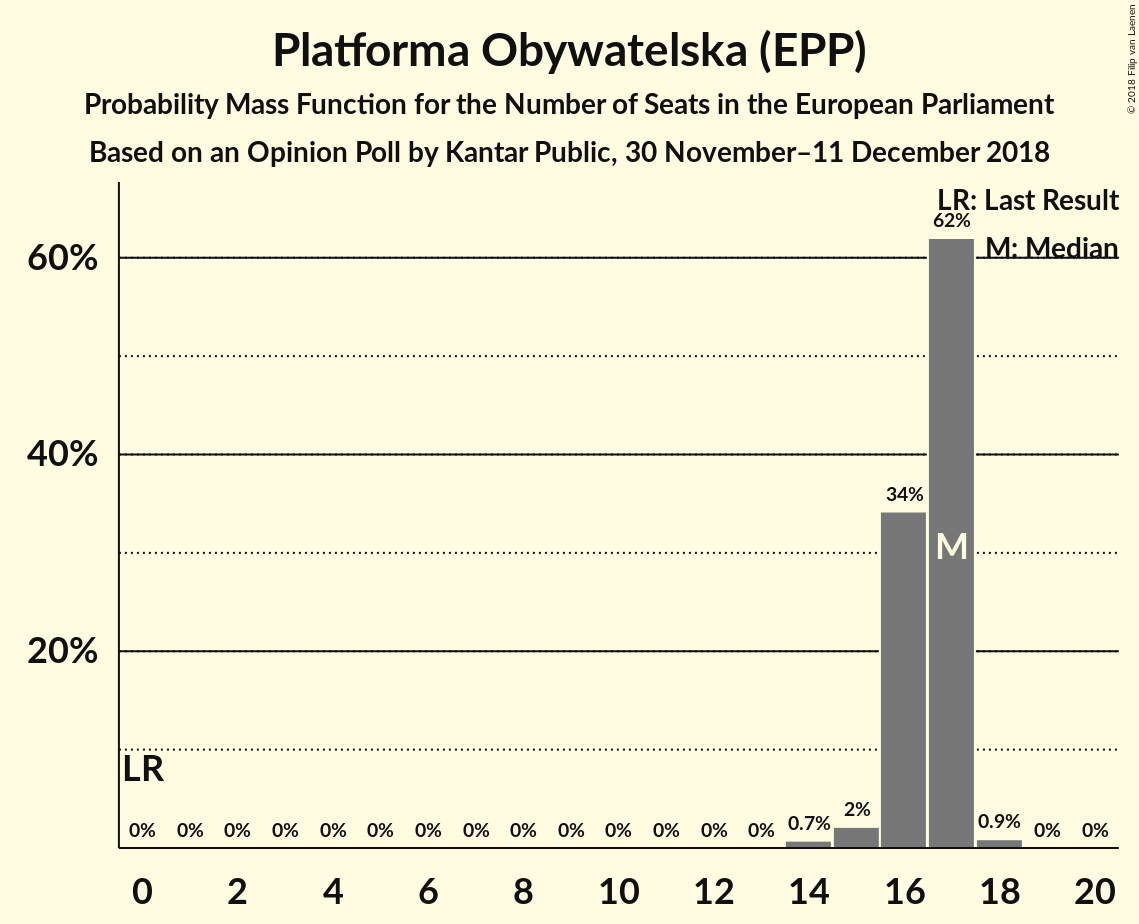 Platforma Obywatelska (EPP)
Probability Mass Function for the Number of Seats in the European Parliament
Based on an Opinion Poll by Kantar Public, 30 November–11 December 2018
© 2018 Filip van Laenen
LR: Last Result
M: Median
62%
60%
40%
34%
M
20%
LR
0% 0% 0% 0% 0% 0% 0% 0% 0% 0% 0% 0% 0% 0% 0.7% 2% 0.9% 0% 0%
0 2 4 6 8 10 12 14 16 18 20